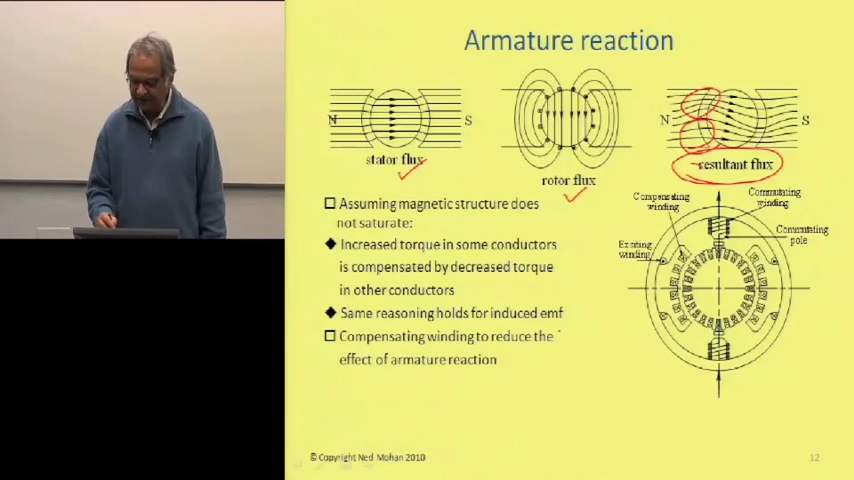 Armature reaction
N
S
stator flux
rotor flux
N
S
resultant flux
Compensating
winding
Commutating
winding
Commutating
pole
Exciting
winding
Assuming magnetic structure does
not saturate:
Increased torque in some conductors
is compensated by decreased torque
in other conductors
Same reasoning holds for induced emf
Compensating winding to reduce the
effect of armature reaction
© Copyright Ned Mohan 2010
12